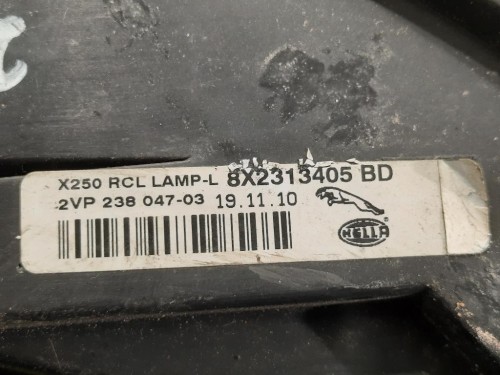 X250 RCL LAMP-L 8X2313405 BD
2VP 238 047-03 19.11.10
HELLA